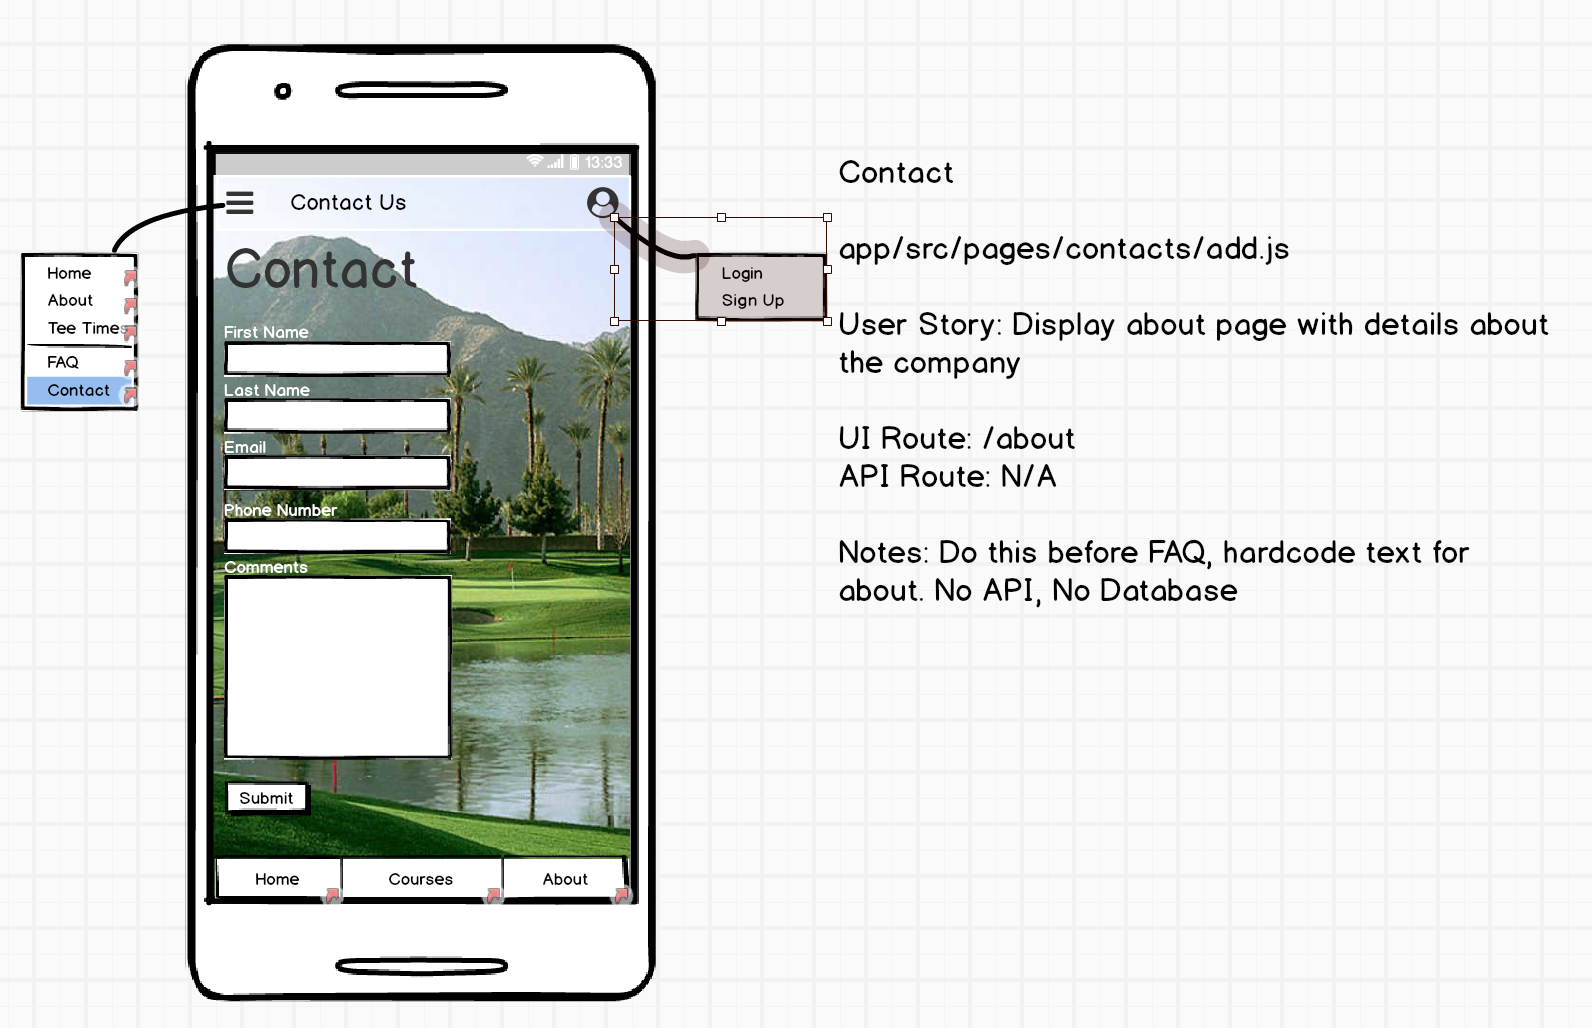 13:33
Contact Us
Contact
First Name
Last Name
Email
Phone Number
Comments
Submit
Home
Courses
About
Home
About
Tee Times
FAQ
Contact
Login
Sign Up
Contact
app/src/pages/contacts/add.js
User Story: Display about page with details about
the company
UI Route: /about
API Route: N/A
Notes: Do this before FAQ, hardcode text for
about. No API, No Database